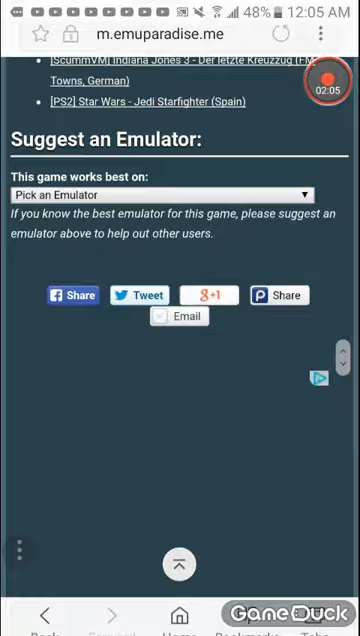 48% 12:05 AM
m.emuparadise.me
[ScummVM] Indiana Jones 3 - Der letzte Kreuzzug (FM
Towns, German)
[PS2] Star Wars - Jedi Starfighter (Spain)
02:05
Suggest an Emulator:
This game works best on:
Pick an Emulator
If you know the best emulator for this game, please suggest an
emulator above to help out other users.
Share Tweet g+1 Share
Email
GameDuck